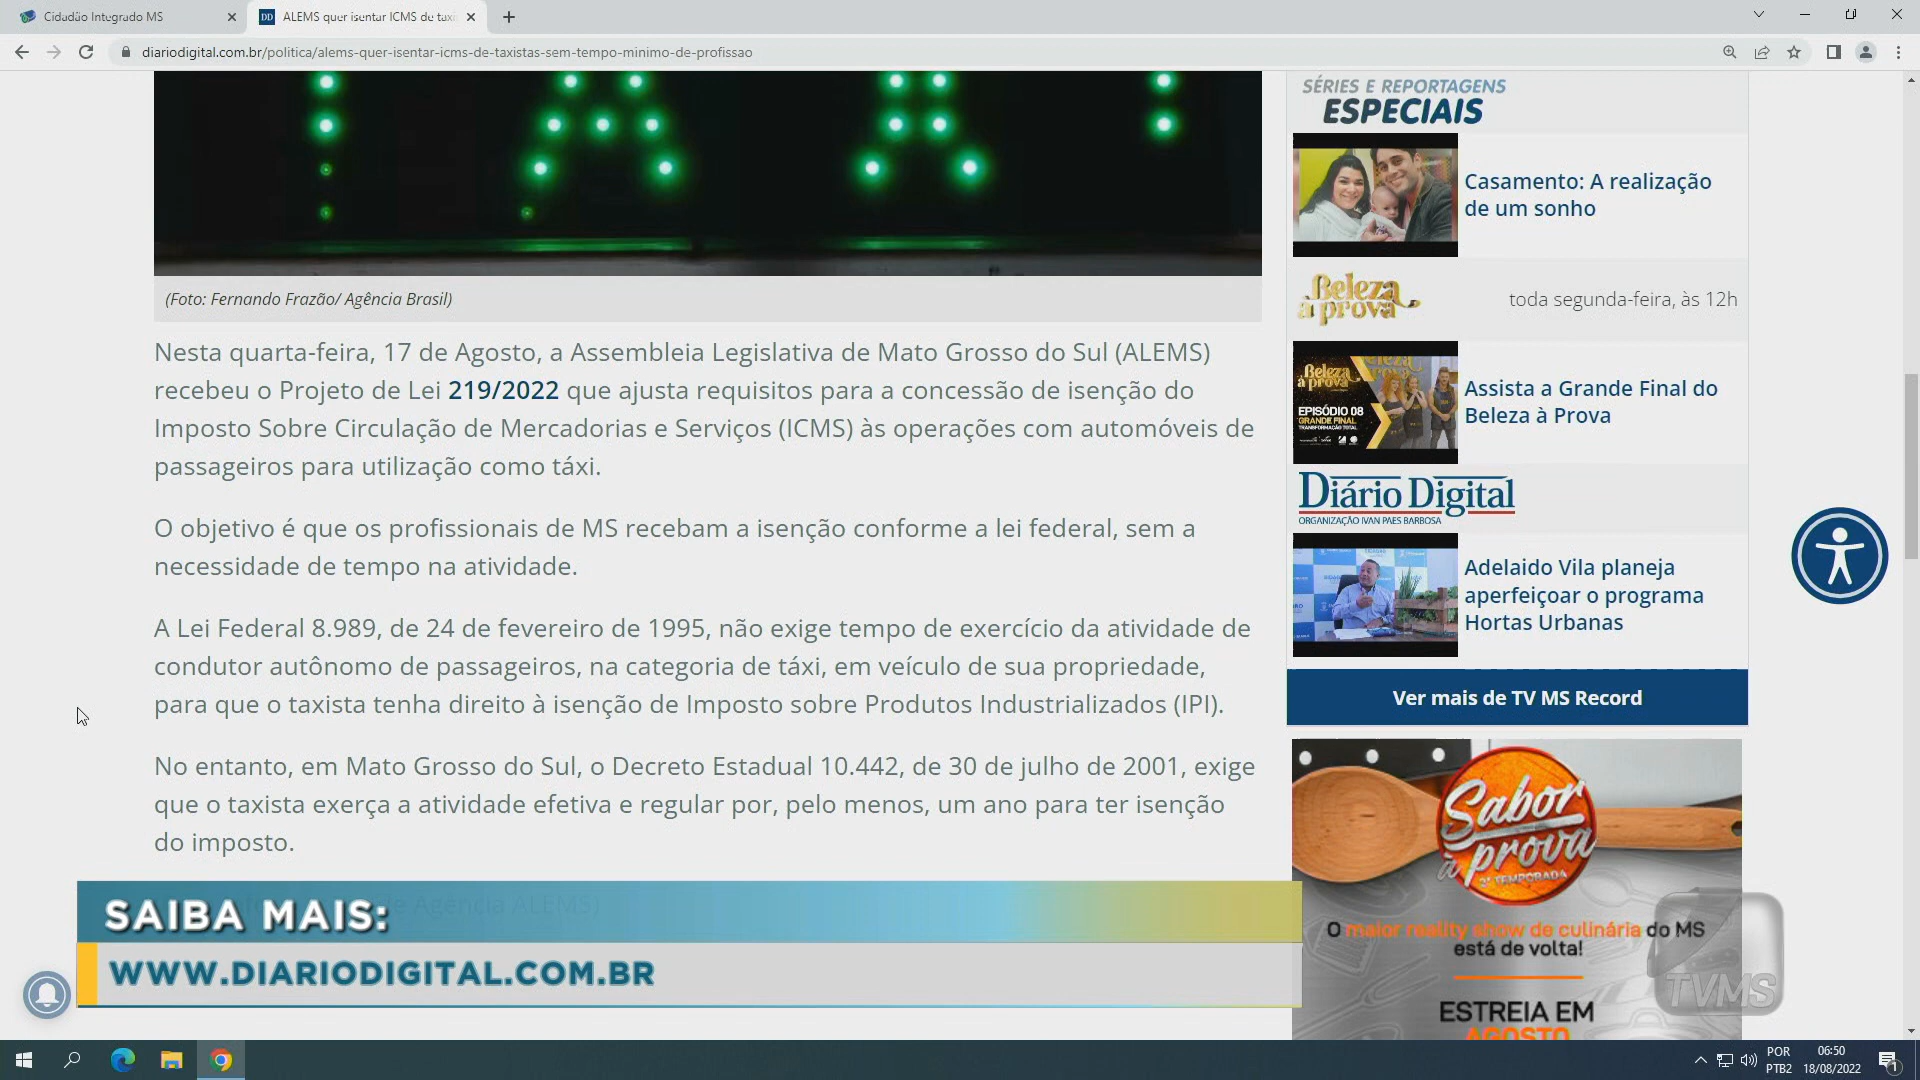 Cidadão Integrado MS
ALEMS quer isentar ICMS de taxi
diariodigital.com.br/politica/alems-quer-isentar-icms-de-taxistas-sem-tempo-minimo-de-profissao
(Foto: Fernando Frazão/ Agência Brasil)
Nesta quarta-feira, 17 de Agosto, a Assembleia Legislativa de Mato Grosso do Sul (ALEMS)
recebeu o Projeto de Lei 219/2022 que ajusta requisitos para a concessão de isenção do
Imposto Sobre Circulação de Mercadorias e Serviços (ICMS) às operações com automóveis de
passageiros para utilização como táxi.
O objetivo é que os profissionais de MS recebam a isenção conforme a lei federal, sem a
necessidade de tempo na atividade.
A Lei Federal 8.989, de 24 de fevereiro de 1995, não exige tempo de exercício da atividade de
condutor autônomo de passageiros, na categoria de táxi, em veículo de sua propriedade,
para que o taxista tenha direito à isenção de Imposto sobre Produtos Industrializados (IPI).
No entanto, em Mato Grosso do Sul, o Decreto Estadual 10.442, de 30 de julho de 2001, exige
que o taxista exerça a atividade efetiva e regular por, pelo menos, um ano para ter isenção
do imposto.
Agência ALEMS)
SAIBA MAIS:
WWW.DIARIODIGITAL.COM.BR
SÉRIES E REPORTAGENS
ESPECIAIS
Casamento: A realização
de um sonho
Beleza
à prova
toda segunda-feira, às 12h
Beleza
à prova
EPISÓDIO 08
GRANDE FINAL
TRANSFORMAÇÃO TOTAL
Assista a Grande Final do
Beleza à Prova
Diário Digital
ORGANIZAÇÃO IVAN PAES BARBOSA
Adelaido Vila planeja
aperfeiçoar o programa
Hortas Urbanas
Ver mais de TV MS Record
Sabor
à prova
3ª TEMPORADA
O maior reality show de culinária do MS
está de volta!
ESTREIA EM
AGOSTO
TVMS
POR
PTB2
06:50
18/08/2022
1